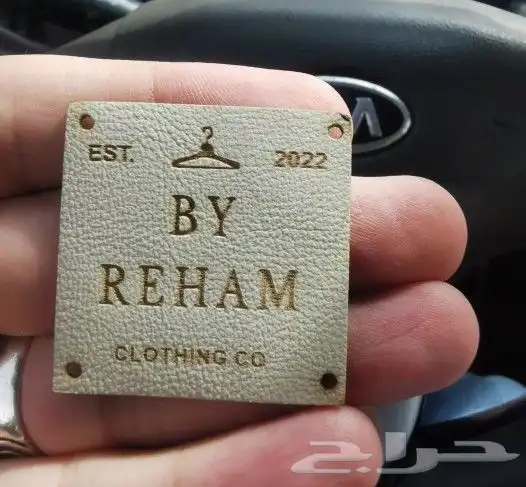 EST. 2022
BY
REHAM
CLOTHING CO
حراج